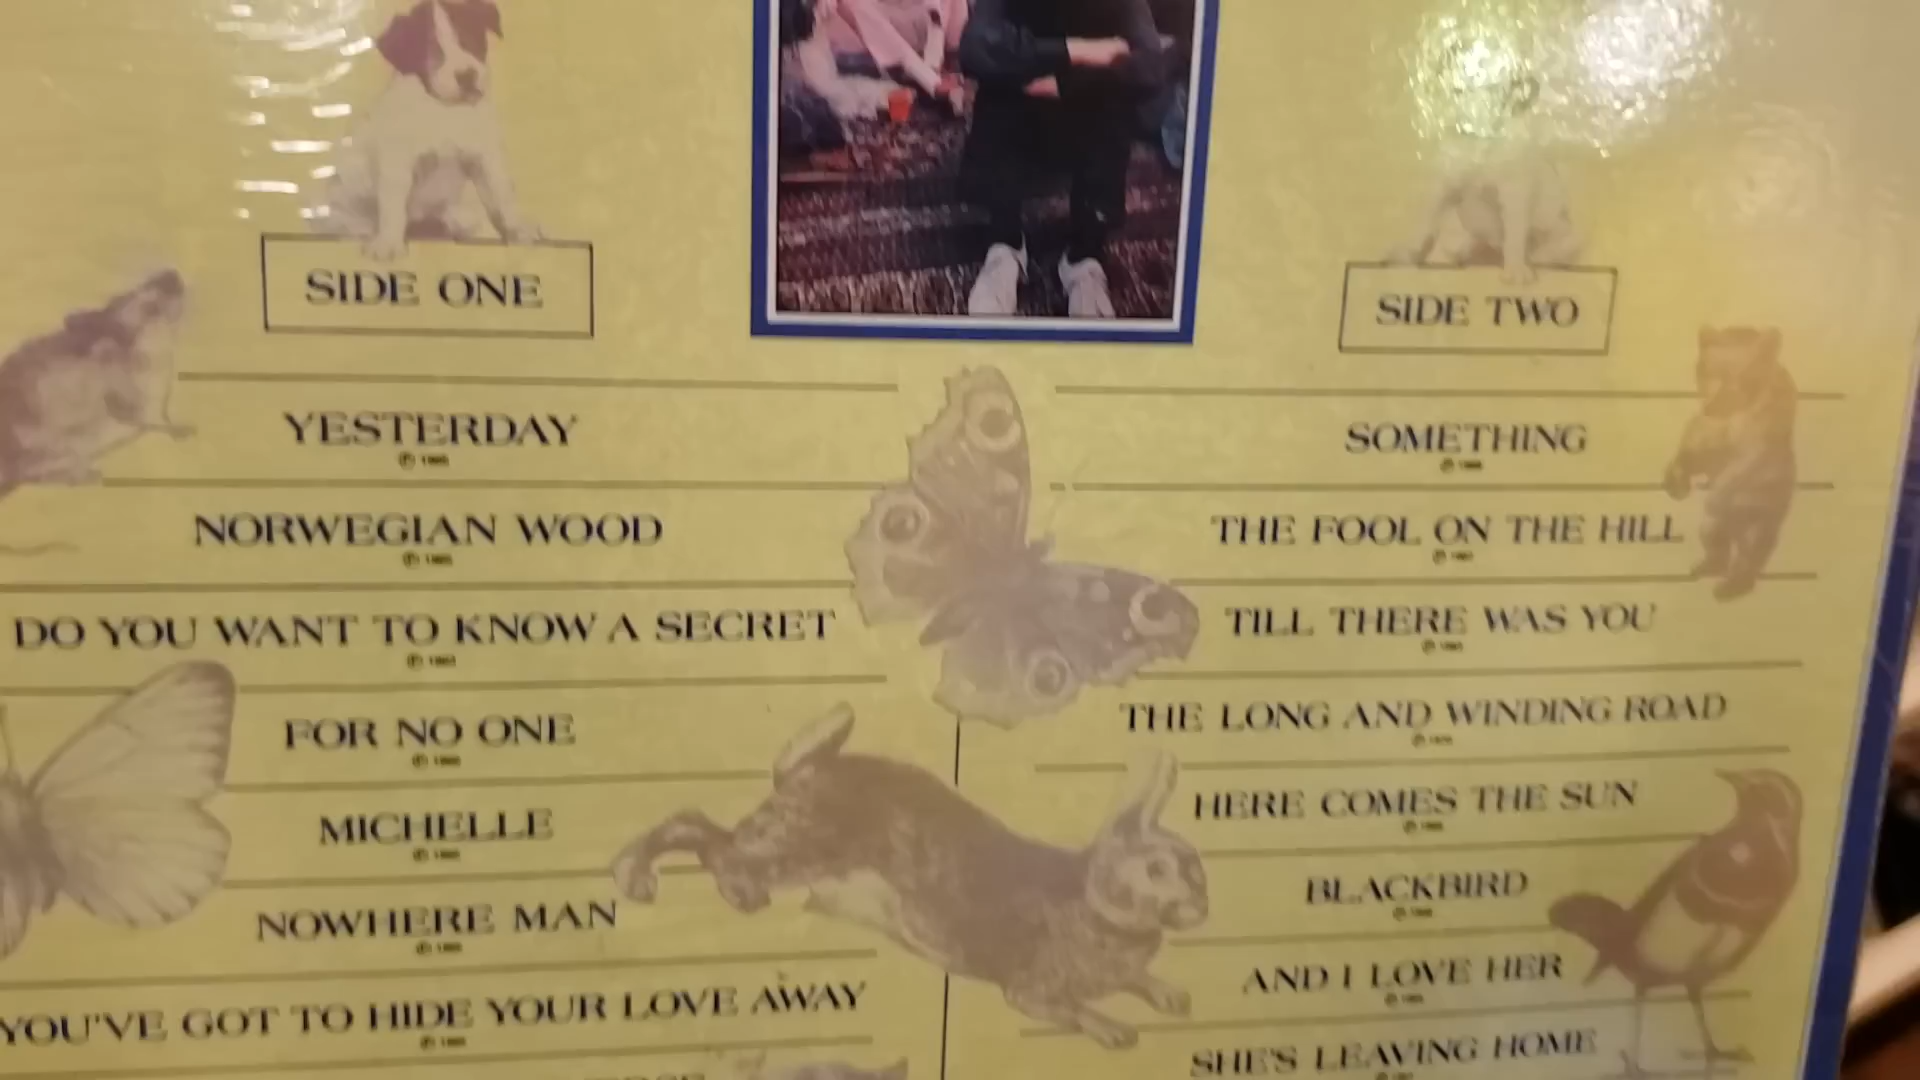 SIDE ONE
YESTERDAY
NORWEGIAN WOOD
DO YOU WANT TO KNOW A SECRET
FOR NO ONE
MICHELLE
NOWHERE MAN
YOU'VE GOT TO HIDE YOUR LOVE AWAY
SIDE TWO
SOMETHING
THE FOOL ON THE HILL
TILL THERE WAS YOU
THE LONG AND WINDING ROAD
HERE COMES THE SUN
BLACKBIRD
AND I LOVE HER
SHE'S LEAVING HOME